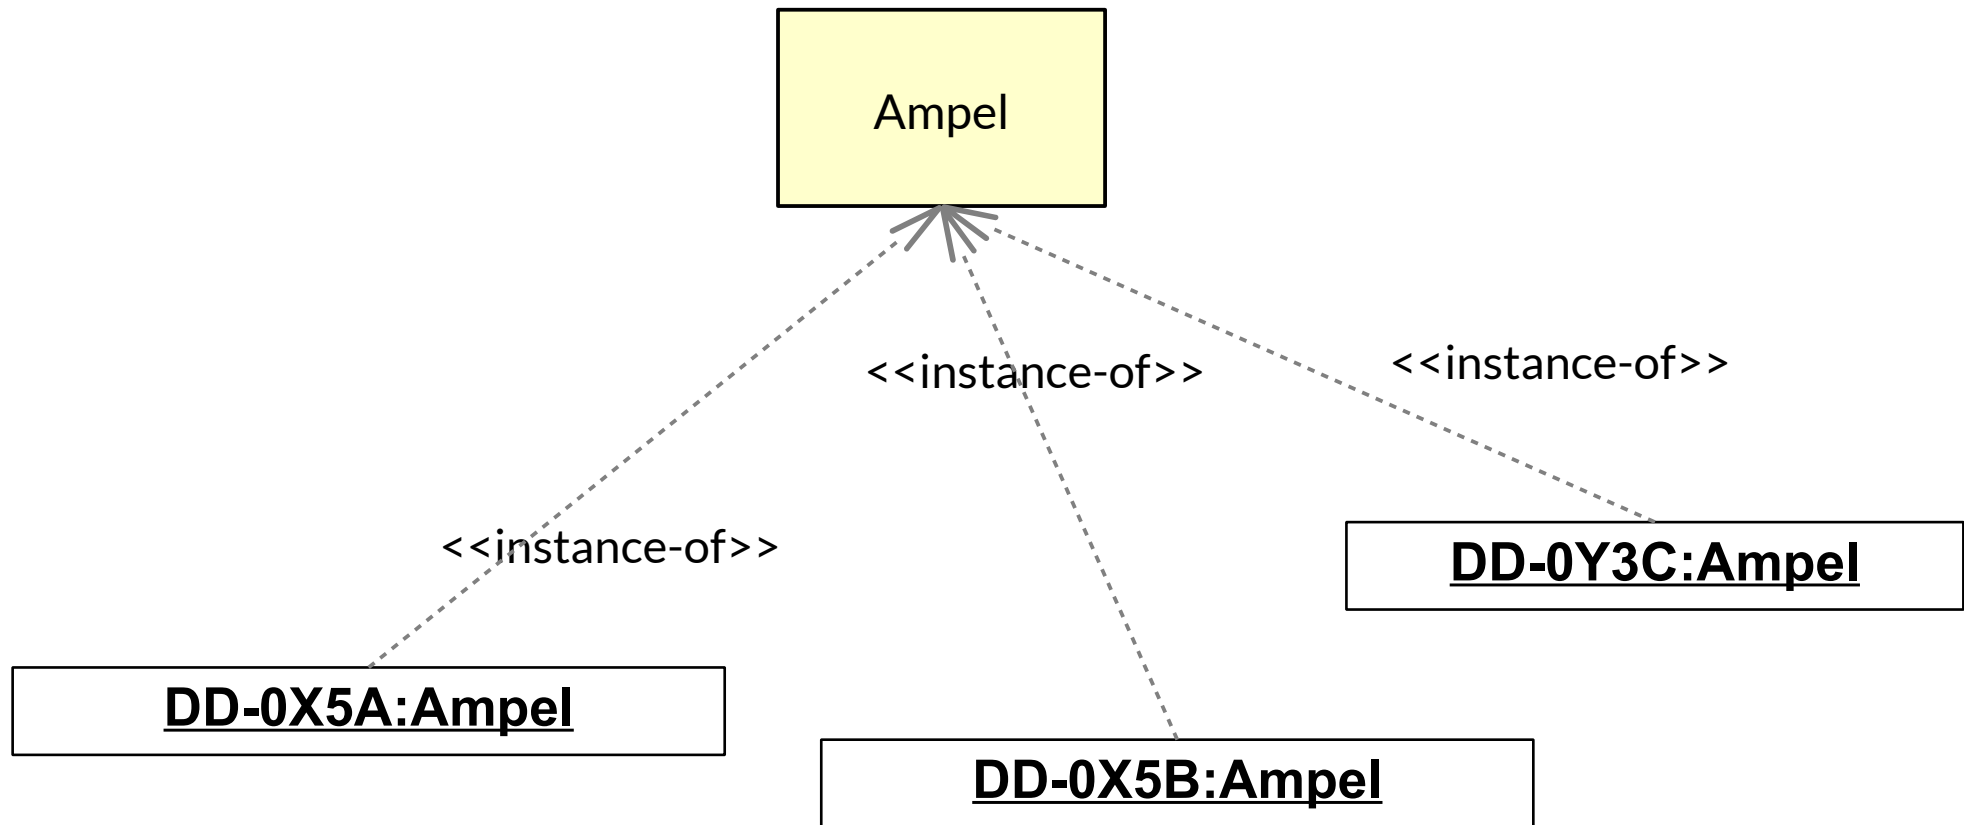 Ampel
<<instance-of>>
<<instance-of>>
<<instance-of>>
DD-0Y3C:Ampel
DD-0X5A:Ampel
DD-0X5B:Ampel